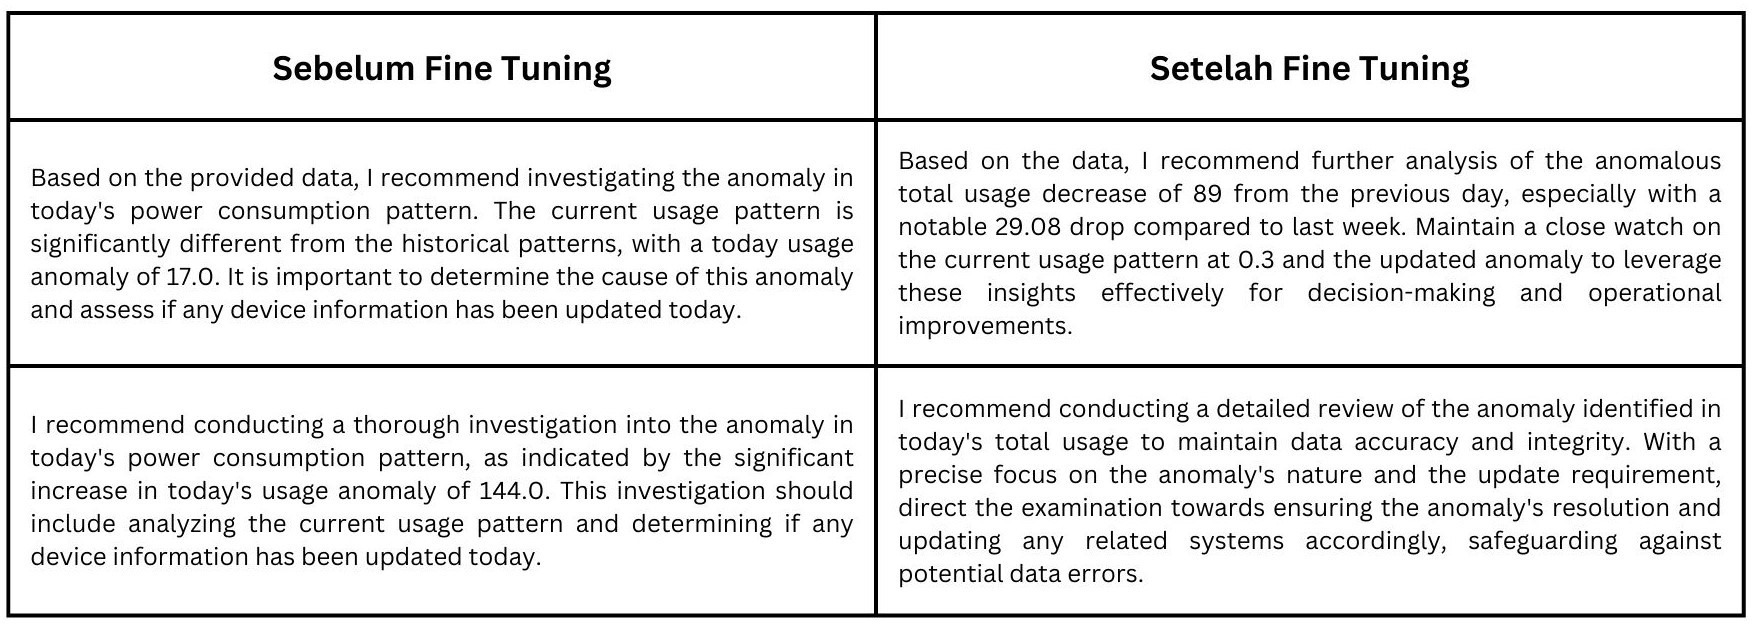 Sebelum Fine Tuning
Setelah Fine Tuning
Based on the provided data, I recommend investigating the anomaly in
today's power consumption pattern. The current usage pattern is
significantly different from the historical patterns, with a today usage
anomaly of 17.0. It is important to determine the cause of this anomaly
and assess if any device information has been updated today.
Based on the data, I recommend further analysis of the anomalous
total usage decrease of 89 from the previous day, especially with a
notable 29.08 drop compared to last week. Maintain a close watch on
the current usage pattern at 0.3 and the updated anomaly to leverage
these insights effectively for decision-making and operational
improvements.
I recommend conducting a thorough investigation into the anomaly in
today's power consumption pattern, as indicated by the significant
increase in today's usage anomaly of 144.0. This investigation should
include analyzing the current usage pattern and determining if any
device information has been updated today.
I recommend conducting a detailed review of the anomaly identified in
today's total usage to maintain data accuracy and integrity. With a
precise focus on the anomaly's nature and the update requirement,
direct the examination towards ensuring the anomaly's resolution and
updating any related systems accordingly, safeguarding against
potential data errors.